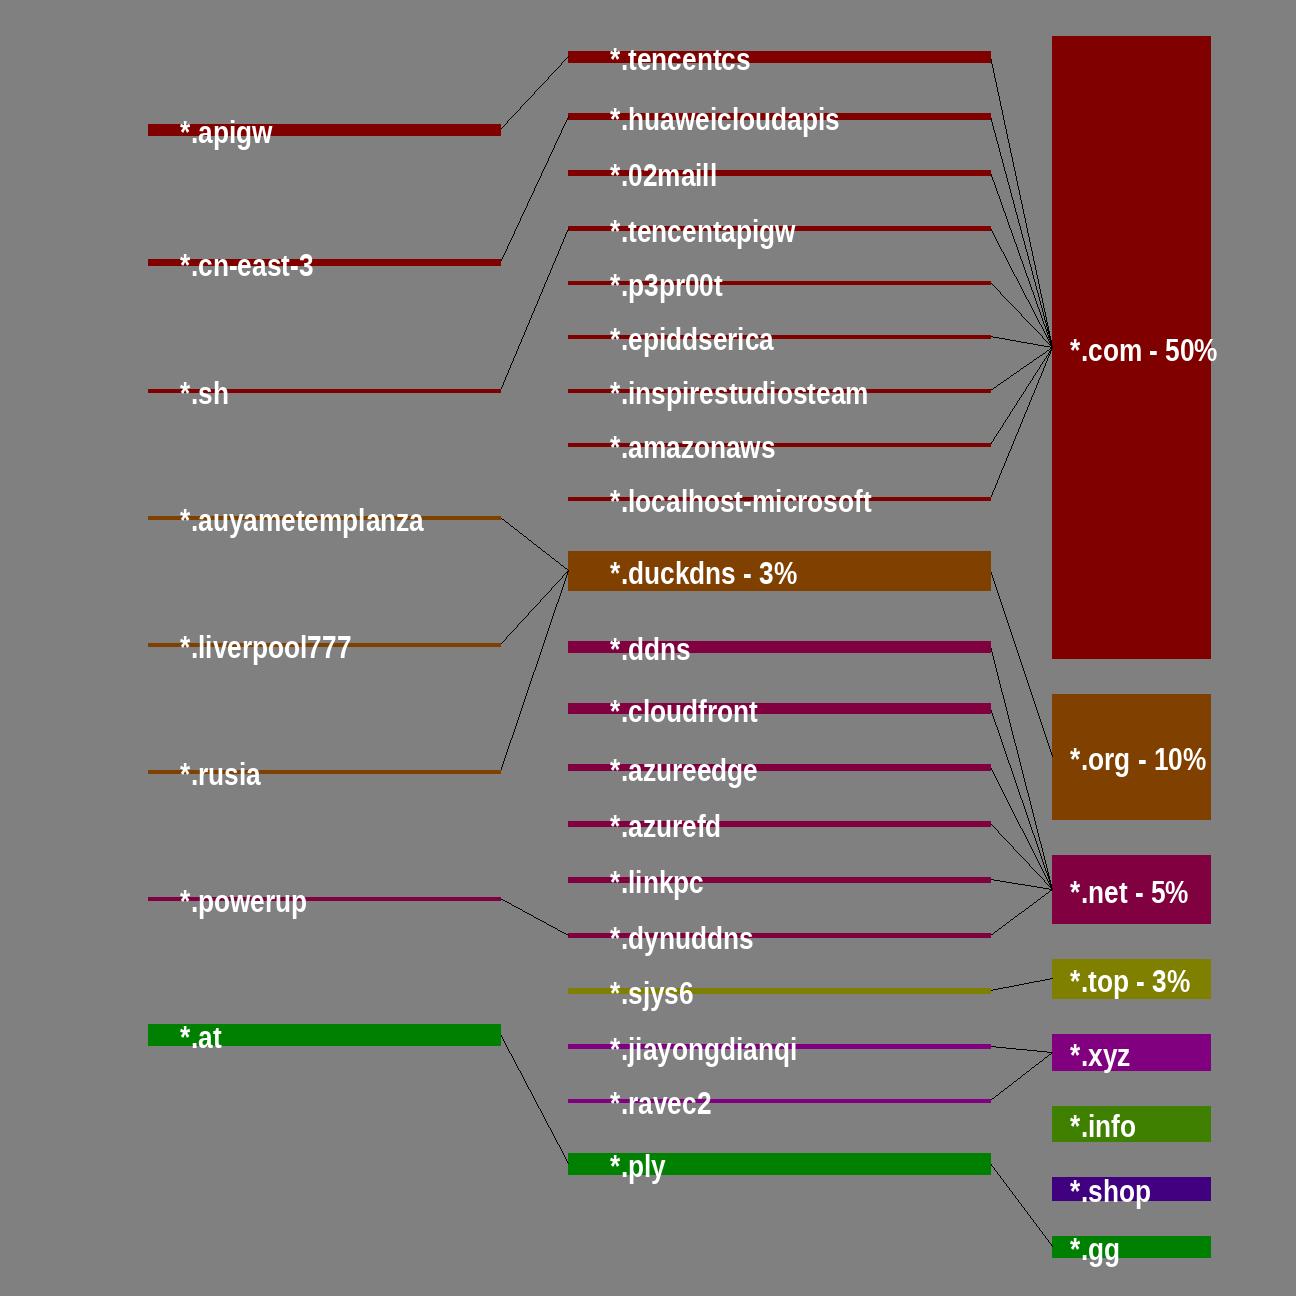 *.apigw
*.cn-east-3
*.sh
*.auyametemplanza
*.liverpool777
*.rusia
*.powerup
*.at
*.tencentcs
*.huaweicloudapis
*.02maill
*.tencentapigw
*.p3pr00t
*.epiddserica
*.inspirestudiosteam
*.amazonaws
*.localhost-microsoft
*.duckdns - 3%
*.ddns
*.cloudfront
*.azureedge
*.azurefd
*.linkpc
*.dynuddns
*.sjys6
*.jiayongdianqi
*.ravec2
*.ply
*.com - 50%
*.org - 10%
*.net - 5%
*.top - 3%
*.xyz
*.info
*.shop
*.gg